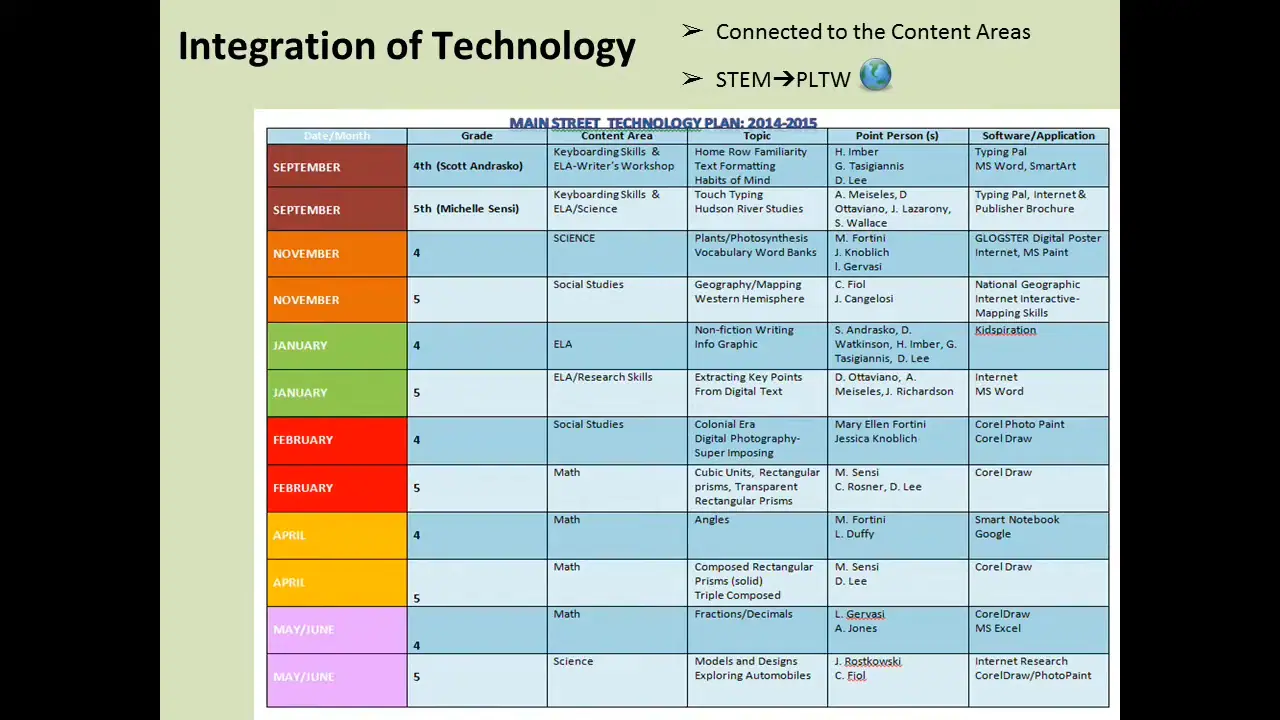 Integration of Technology
➢ Connected to the Content Areas
➢ STEM➔PLTW
MAIN STREET TECHNOLOGY PLAN: 2014-2015
Date/Month
Grade
Content Area
Topic
Point Person (s)
Software/Application
SEPTEMBER
4th (Scott Andrasko)
Keyboarding Skills &
ELA-Writer's Workshop
Home Row Familiarity
Text Formatting
Habits of Mind
H. Imber
G. Tasigiannis
D. Lee
Typing Pal
MS Word, SmartArt
SEPTEMBER
5th (Michelle Sensi)
Keyboarding Skills &
ELA/Science
Touch Typing
Hudson River Studies
A. Meiseles, D
Ottaviano, J. Lazarony,
S. Wallace
Typing Pal, Internet &
Publisher Brochure
NOVEMBER
4
SCIENCE
Plants/Photosynthesis
Vocabulary Word Banks
M. Fortini
J. Knoblich
l. Gervasi
GLOGSTER Digital Poster
Internet, MS Paint
NOVEMBER
5
Social Studies
Geography/Mapping
Western Hemisphere
C. Fiol
J. Cangelosi
National Geographic
Internet Interactive-
Mapping Skills
JANUARY
4
ELA
Non-fiction Writing
Info Graphic
S. Andrasko, D.
Watkinson, H. Imber, G.
Tasigiannis, D. Lee
Kidspiration
JANUARY
5
ELA/Research Skills
Extracting Key Points
From Digital Text
D. Ottaviano, A.
Meiseles, J. Richardson
Internet
MS Word
FEBRUARY
4
Social Studies
Colonial Era
Digital Photography-
Super Imposing
Mary Ellen Fortini
Jessica Knoblich
Corel Photo Paint
Corel Draw
FEBRUARY
5
Math
Cubic Units, Rectangular
prisms, Transparent
Rectangular Prisms
M. Sensi
C. Rosner, D. Lee
Corel Draw
APRIL
4
Math
Angles
M. Fortini
L. Duffy
Smart Notebook
Google
APRIL
5
Math
Composed Rectangular
Prisms (solid)
Triple Composed
M. Sensi
D. Lee
Corel Draw
MAY/JUNE
4
Math
Fractions/Decimals
L. Gervasi
A. Jones
CorelDraw
MS Excel
MAY/JUNE
5
Science
Models and Designs
Exploring Automobiles
J. Rostkowski
C. Fiol
Internet Research
CorelDraw/PhotoPaint